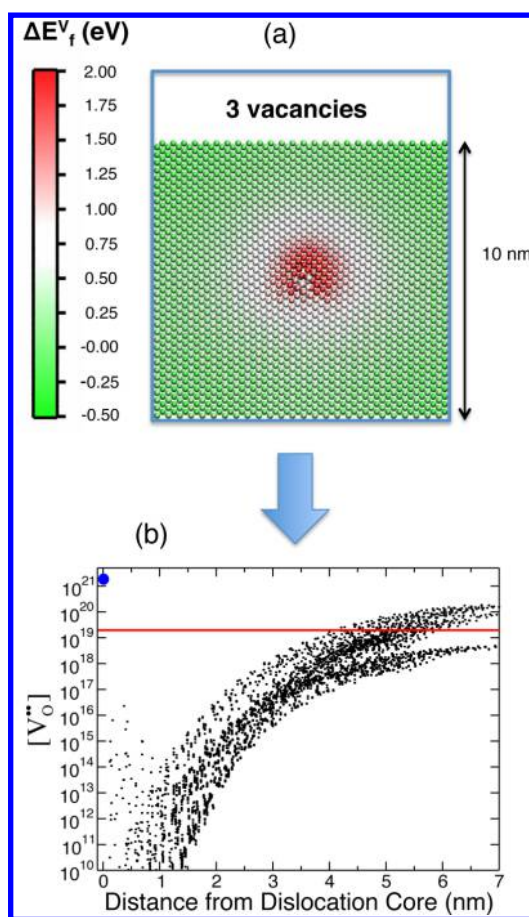 ΔE^V_f (eV)
(a)
2.00
1.75
1.50
1.25
1.00
0.75
0.50
-0.00
-0.25
-0.50
3 vacancies
10 nm
(b)
[V_O^••]
10^21
10^20
10^19
10^18
10^17
10^16
10^15
10^14
10^13
10^12
10^11
10^10
0 1 2 3 4 5 6 7
Distance from Dislocation Core (nm)